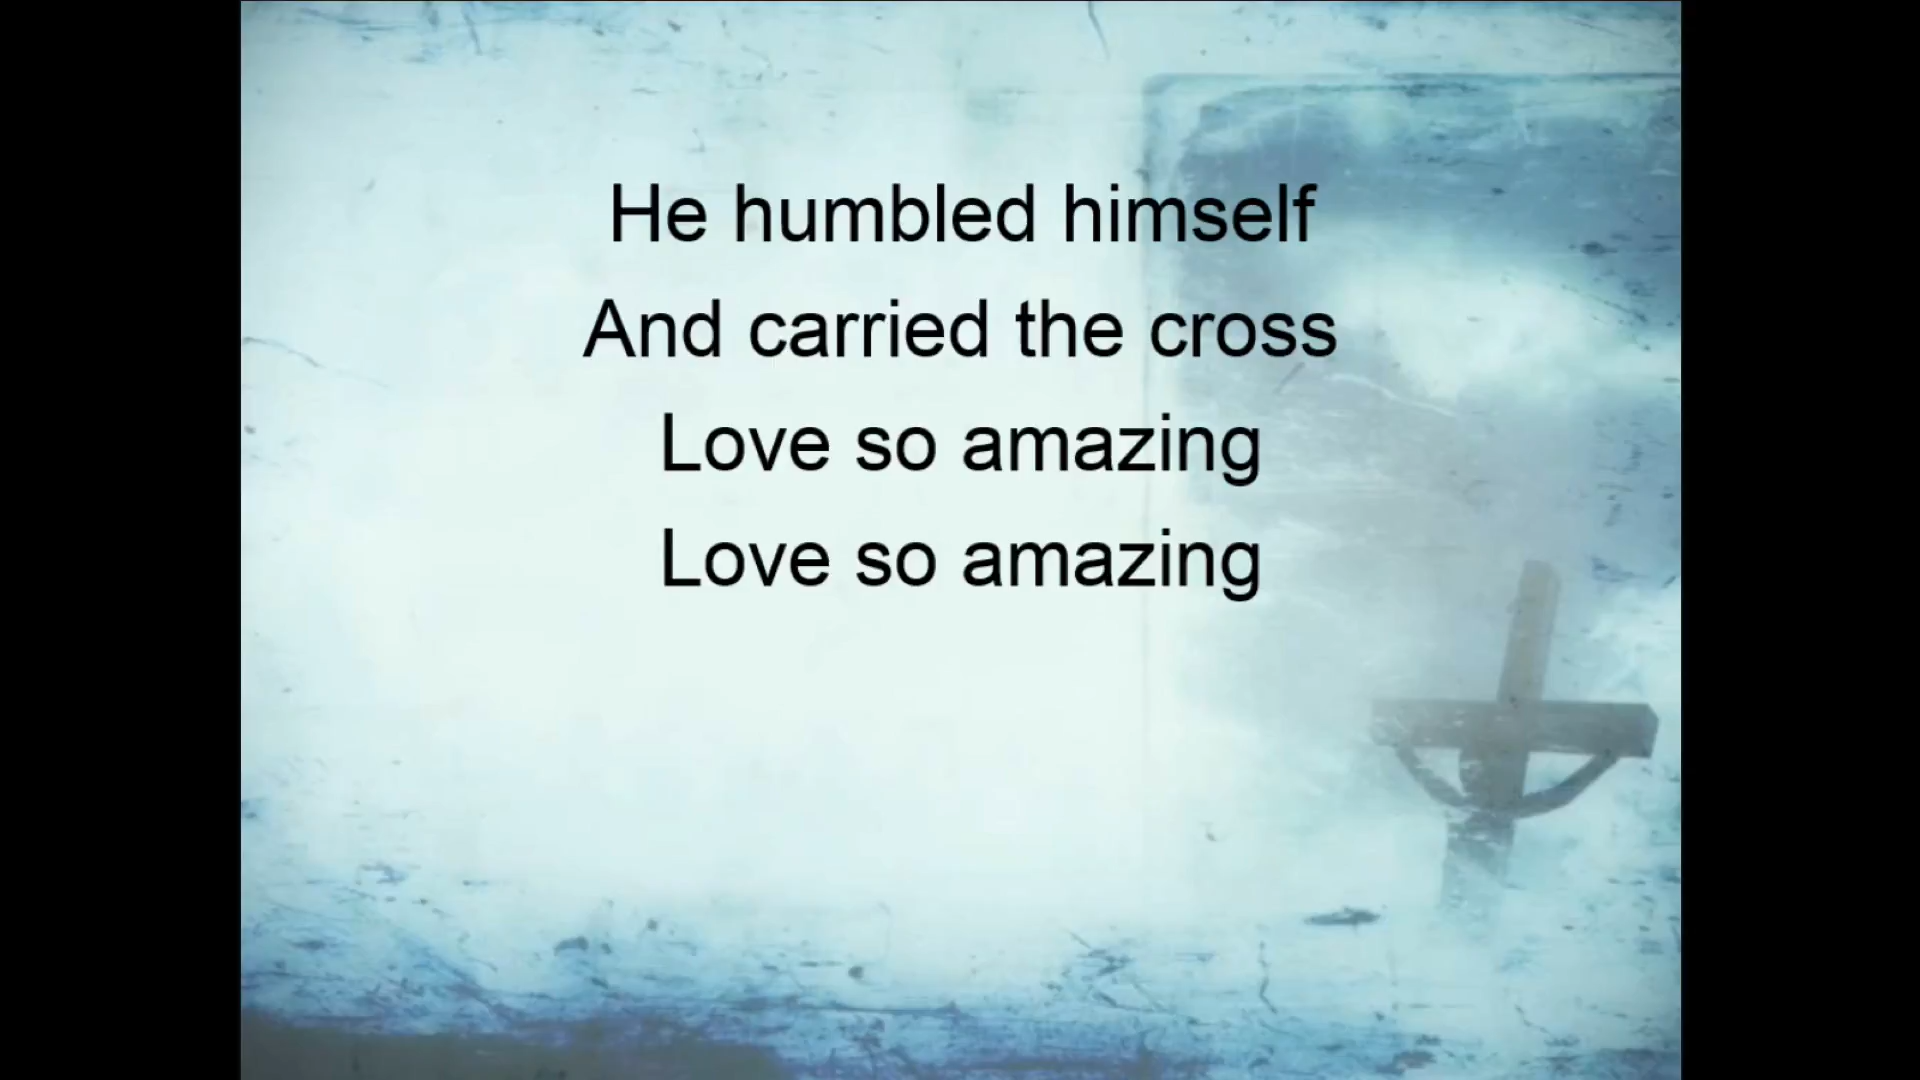 He humbled himself
And carried the cross
Love so amazing
Love so amazing